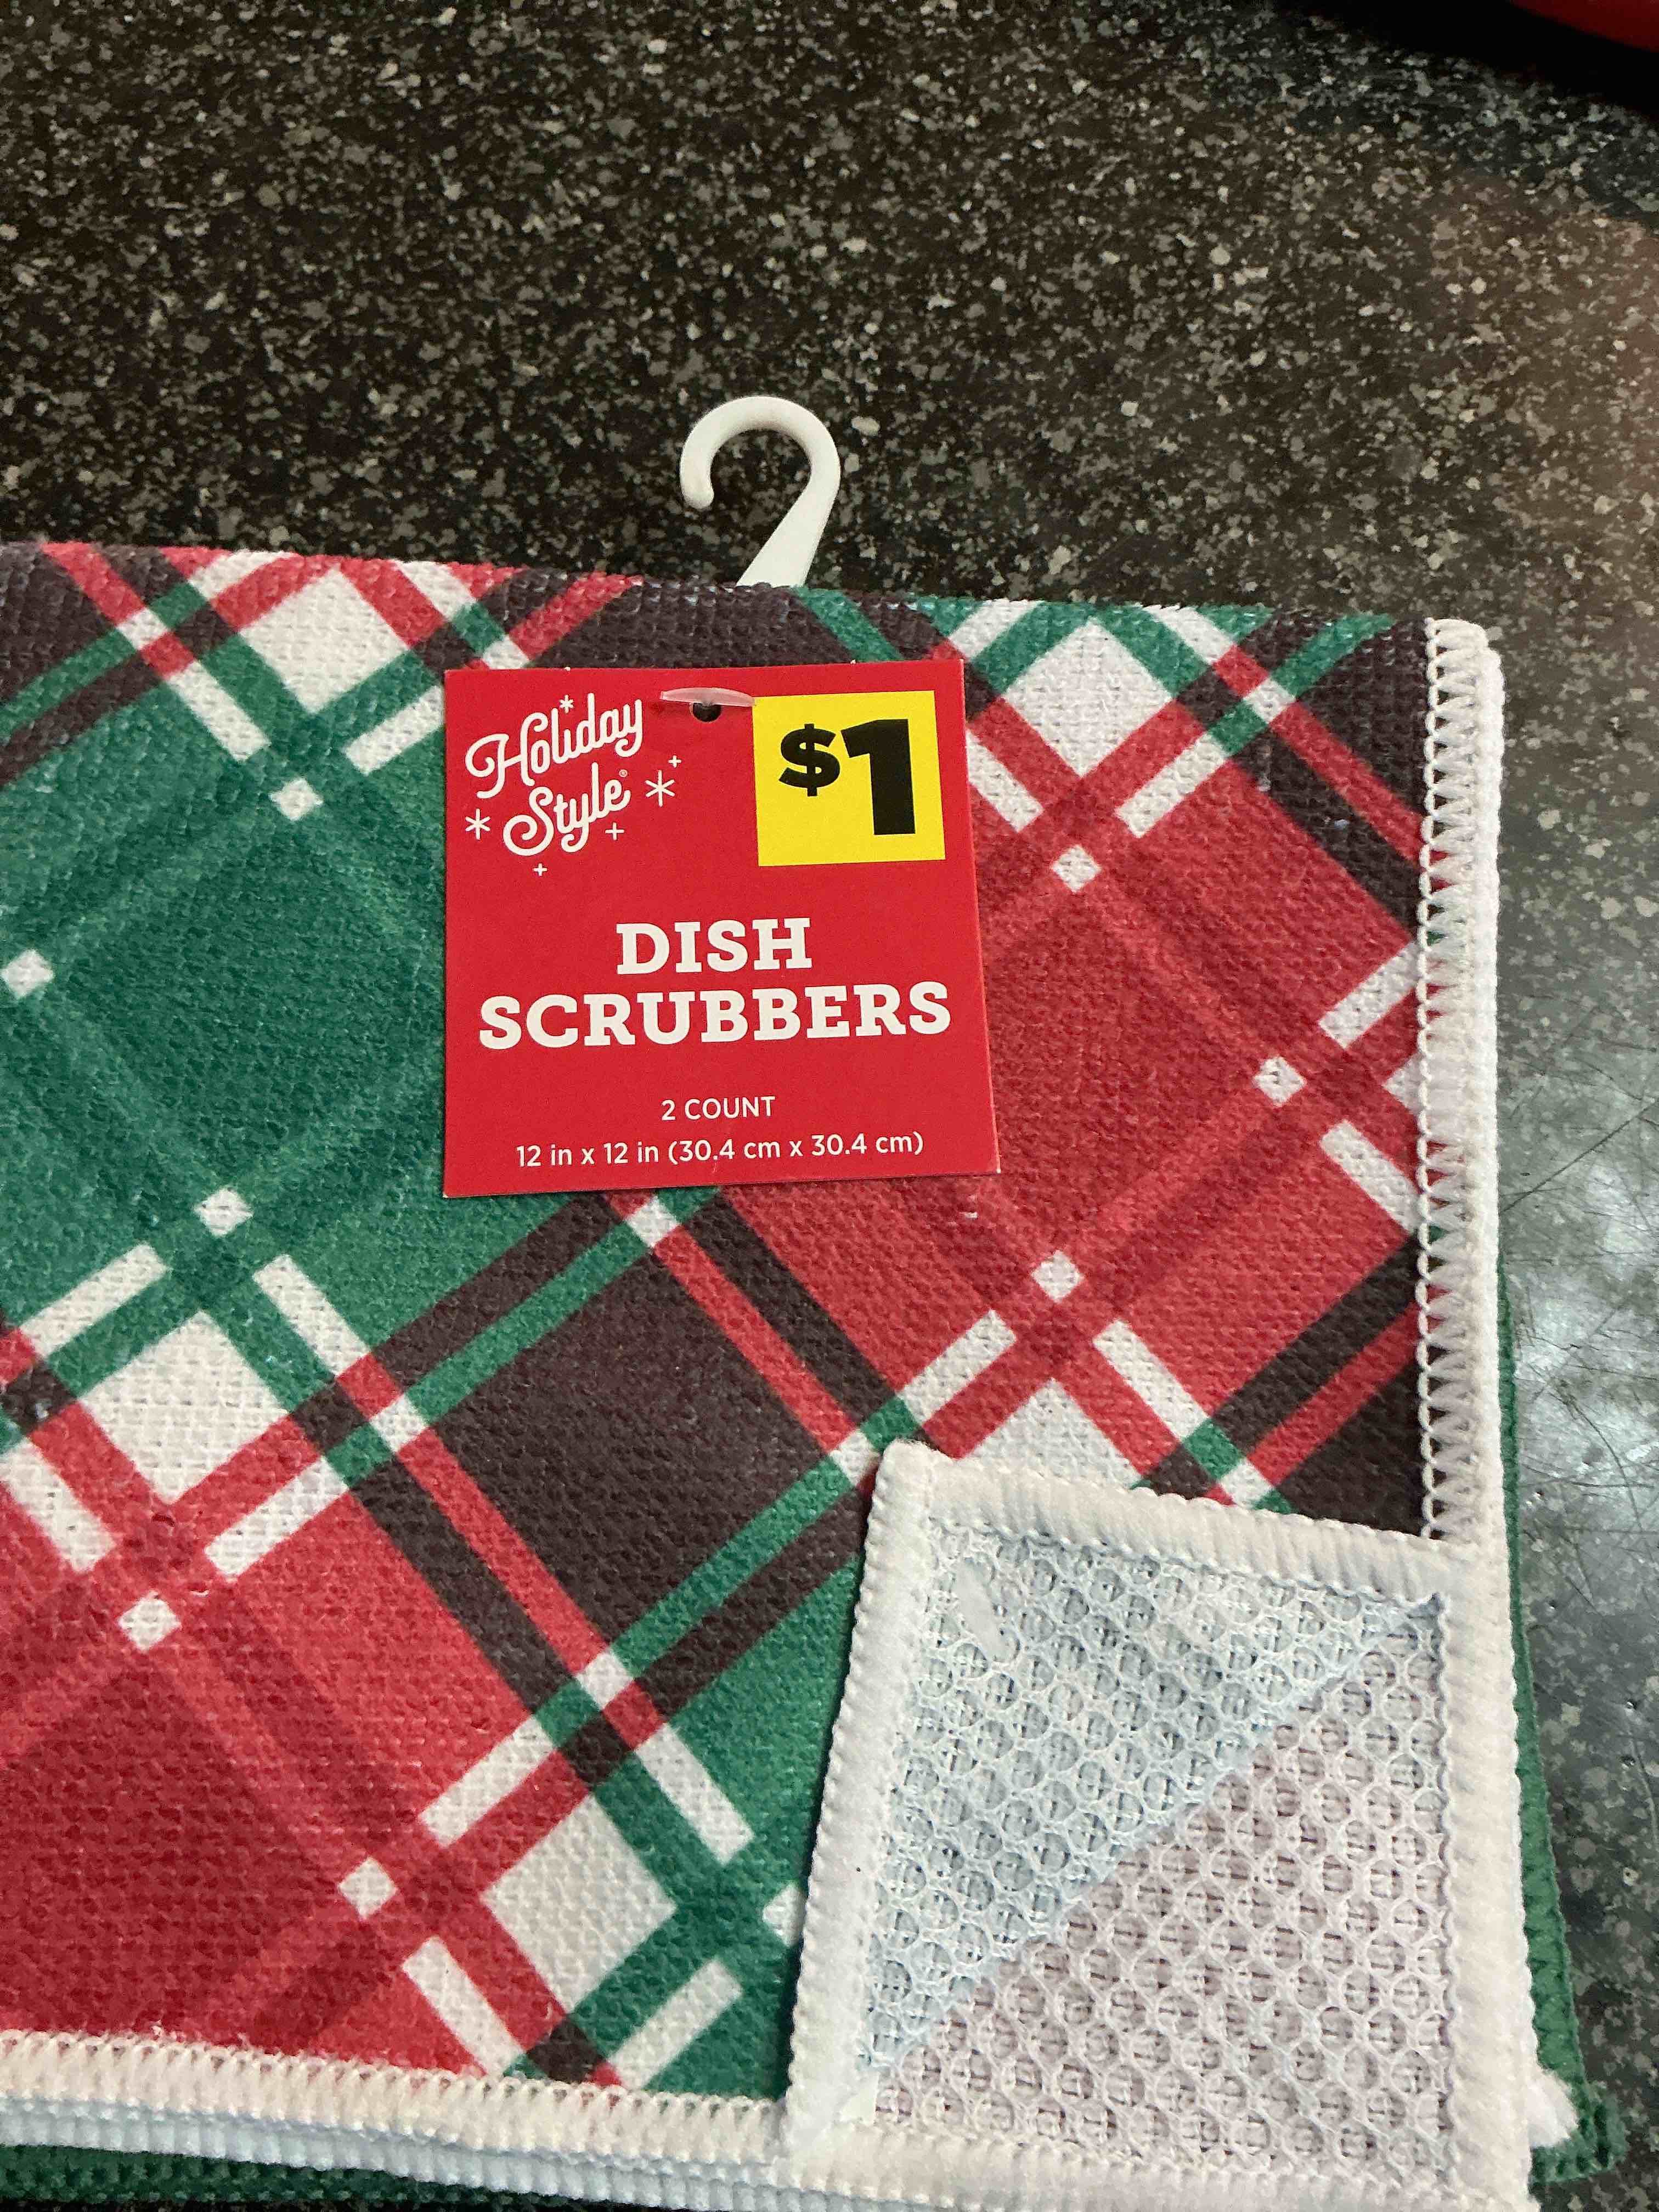 Holiday
Style®
$1
DISH
SCRUBBERS
2 COUNT
12 in x 12 in (30.4 cm x 30.4 cm)